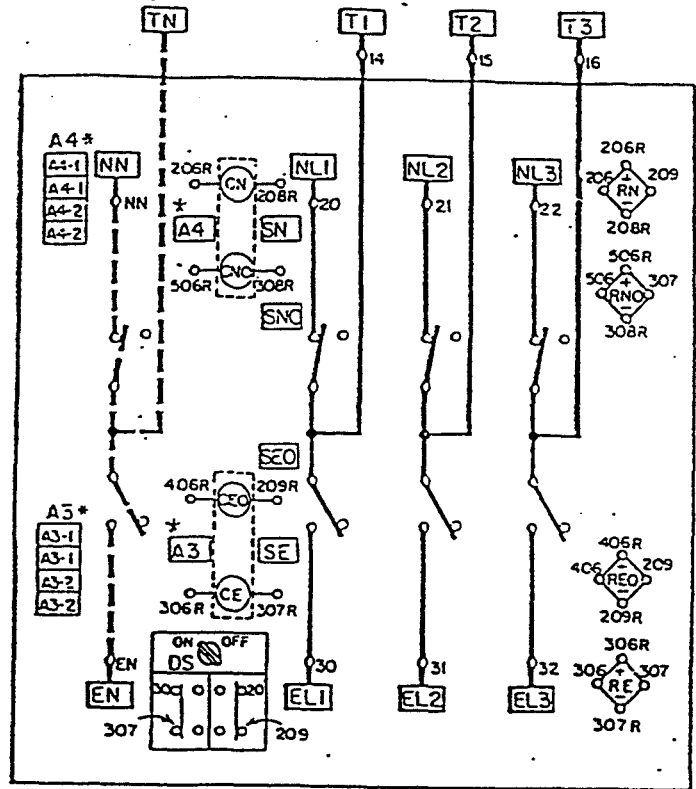 TN T1 T2 T3
14 15 16
A4*
A4-1
A4-1
A4-2
A4-2
NN
NN
206R CN 208R
* A4 SN
506R CNO 308R
SNO
NL1
20
NL2
21
NL3
22
206R
206 + RN - 209
208R
506R
506 + RNO - 307
308R
SEO
406R CEO 209R
* A3 SE
306R CE 307R
A3*
A3-1
A3-1
A3-2
A3-2
406R
406 + REO - 209
209R
306R
306 + RE - 307
307R
EN
EN
ON OFF
DS
30 20
307 209
30
EL1
31
EL2
32
EL3